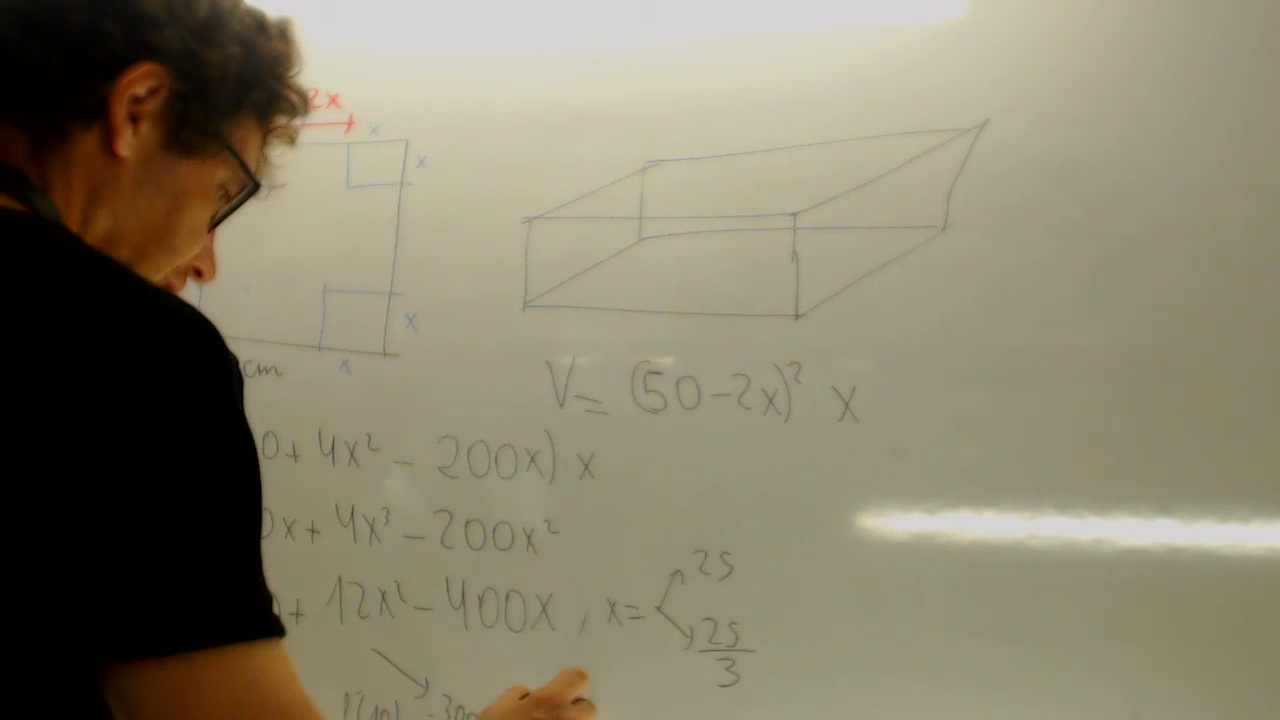 2x
x
x
x
x
cm
V= (50-2x)² x
0+ 4x² - 200x) x
0x+ 4x³ - 200x²
+ 12x² - 400x , x=
25
25
3